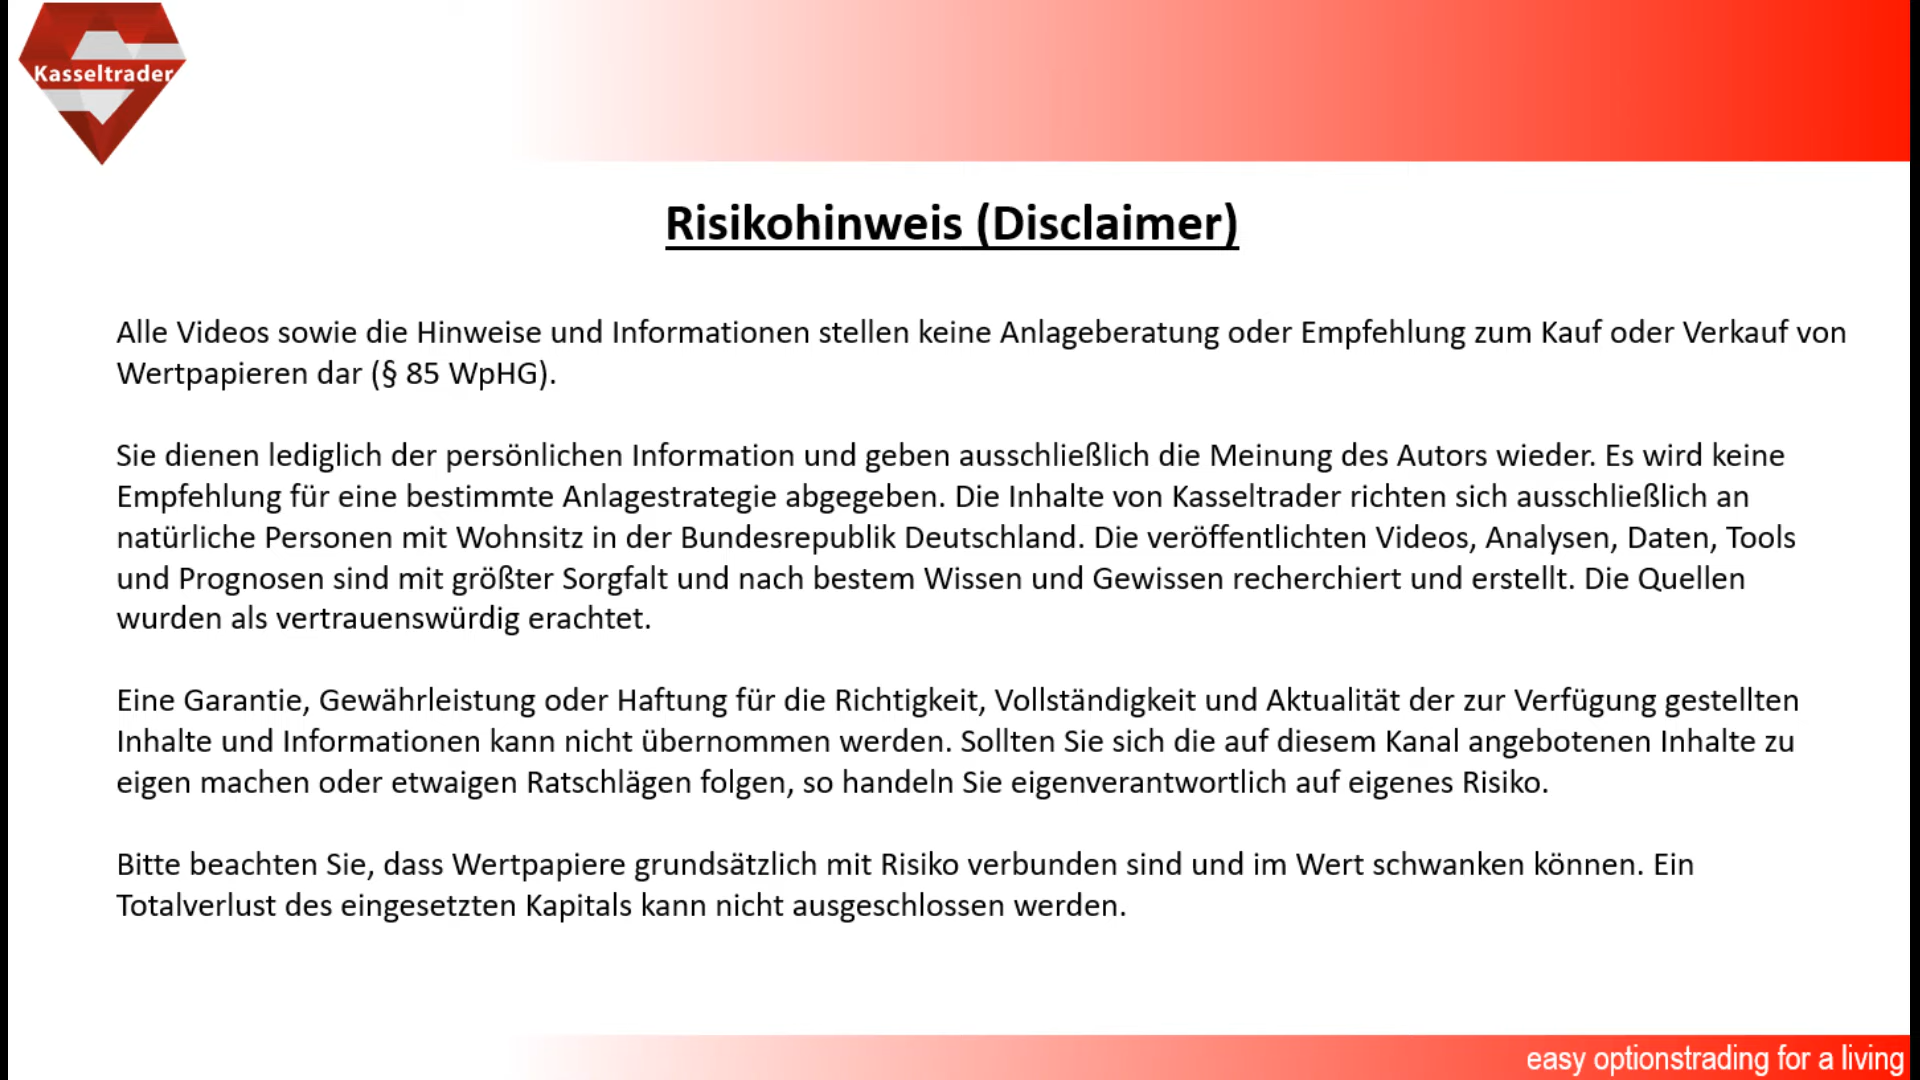 Kasseltrader
Risikohinweis (Disclaimer)
Alle Videos sowie die Hinweise und Informationen stellen keine Anlageberatung oder Empfehlung zum Kauf oder Verkauf von
Wertpapieren dar (§ 85 WpHG).
Sie dienen lediglich der persönlichen Information und geben ausschließlich die Meinung des Autors wieder. Es wird keine
Empfehlung für eine bestimmte Anlagestrategie abgegeben. Die Inhalte von Kasseltrader richten sich ausschließlich an
natürliche Personen mit Wohnsitz in der Bundesrepublik Deutschland. Die veröffentlichten Videos, Analysen, Daten, Tools
und Prognosen sind mit größter Sorgfalt und nach bestem Wissen und Gewissen recherchiert und erstellt. Die Quellen
wurden als vertrauenswürdig erachtet.
Eine Garantie, Gewährleistung oder Haftung für die Richtigkeit, Vollständigkeit und Aktualität der zur Verfügung gestellten
Inhalte und Informationen kann nicht übernommen werden. Sollten Sie sich die auf diesem Kanal angebotenen Inhalte zu
eigen machen oder etwaigen Ratschlägen folgen, so handeln Sie eigenverantwortlich auf eigenes Risiko.
Bitte beachten Sie, dass Wertpapiere grundsätzlich mit Risiko verbunden sind und im Wert schwanken können. Ein
Totalverlust des eingesetzten Kapitals kann nicht ausgeschlossen werden.
easy optionstrading for a living